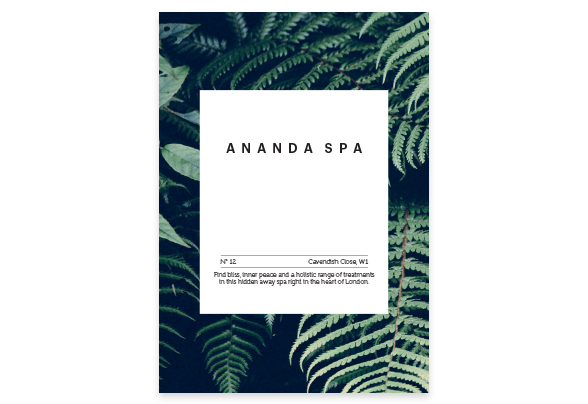 ANANDA SPA
N° 12 Cavendish Close, W1
Find bliss, inner peace and a holistic range of treatments
in this hidden away spa right in the heart of London.